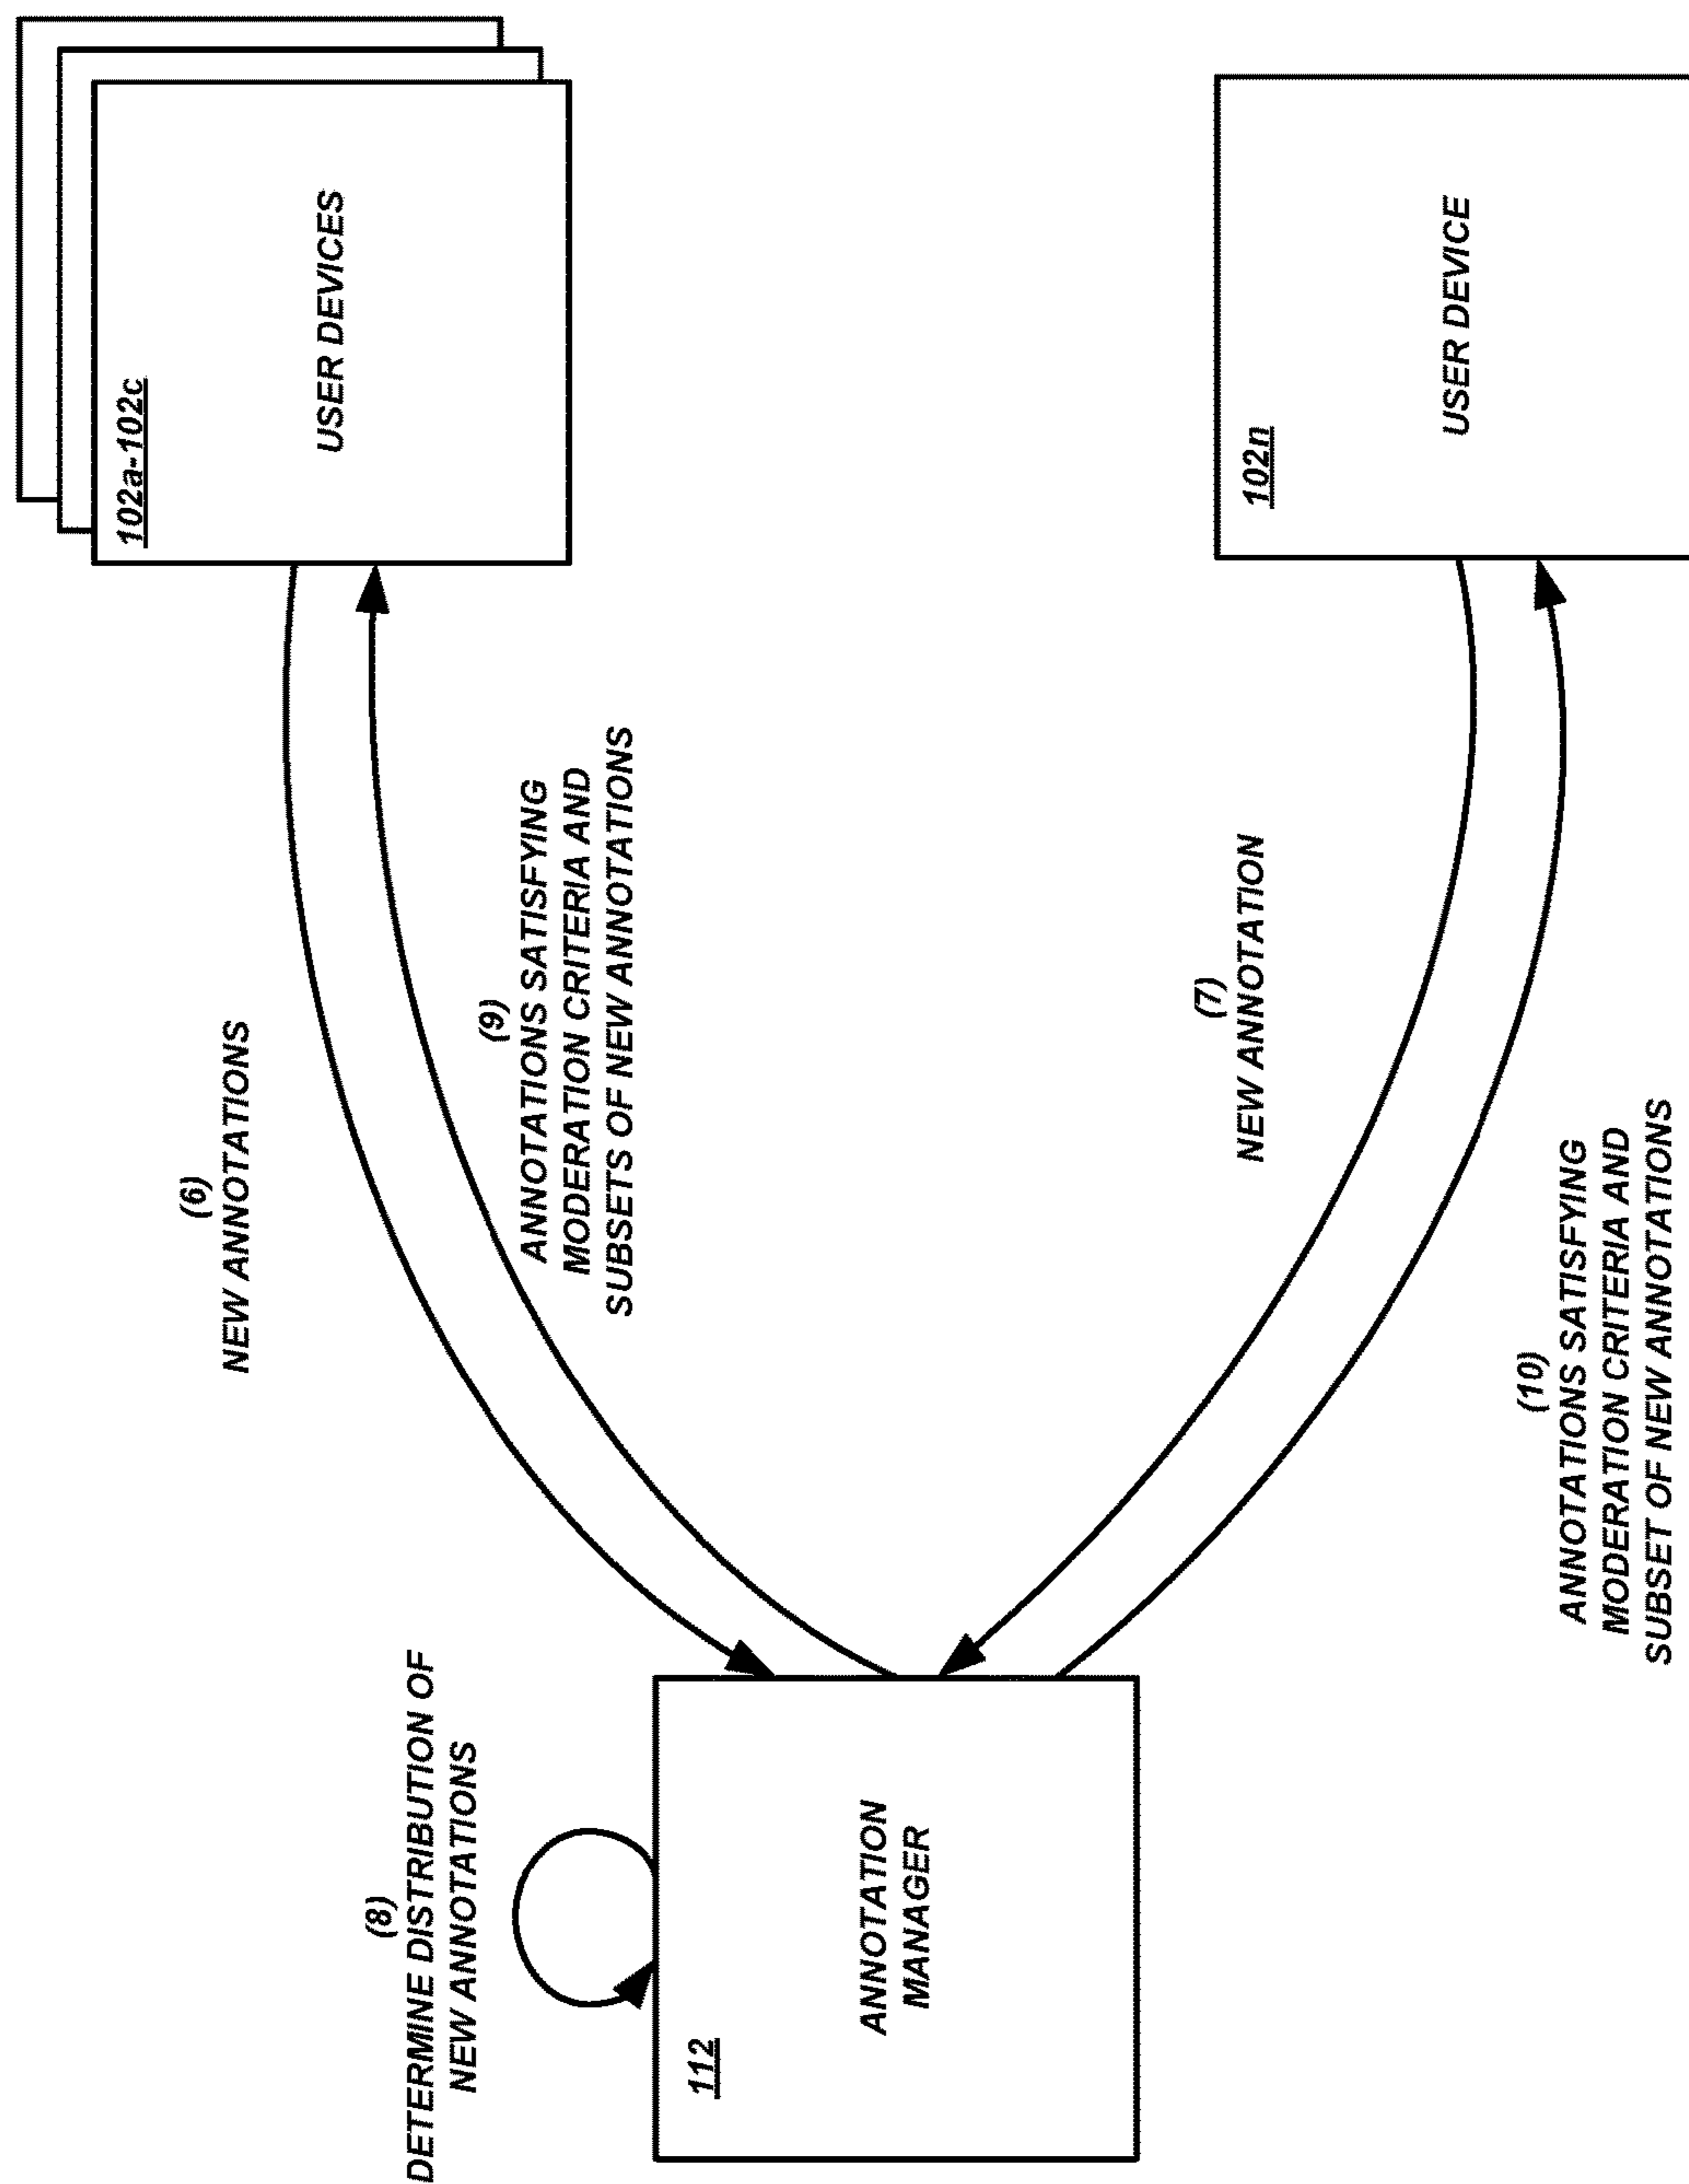 (8)
DETERMINE DISTRIBUTION OF
NEW ANNOTATIONS
112
ANNOTATION
MANAGER
(6)
NEW ANNOTATIONS
(9)
ANNOTATIONS SATISFYING
MODERATION CRITERIA AND
SUBSETS OF NEW ANNOTATIONS
102a-102c
USER DEVICES
(7)
NEW ANNOTATION
(10)
ANNOTATIONS SATISFYING
MODERATION CRITERIA AND
SUBSET OF NEW ANNOTATIONS
102n
USER DEVICE